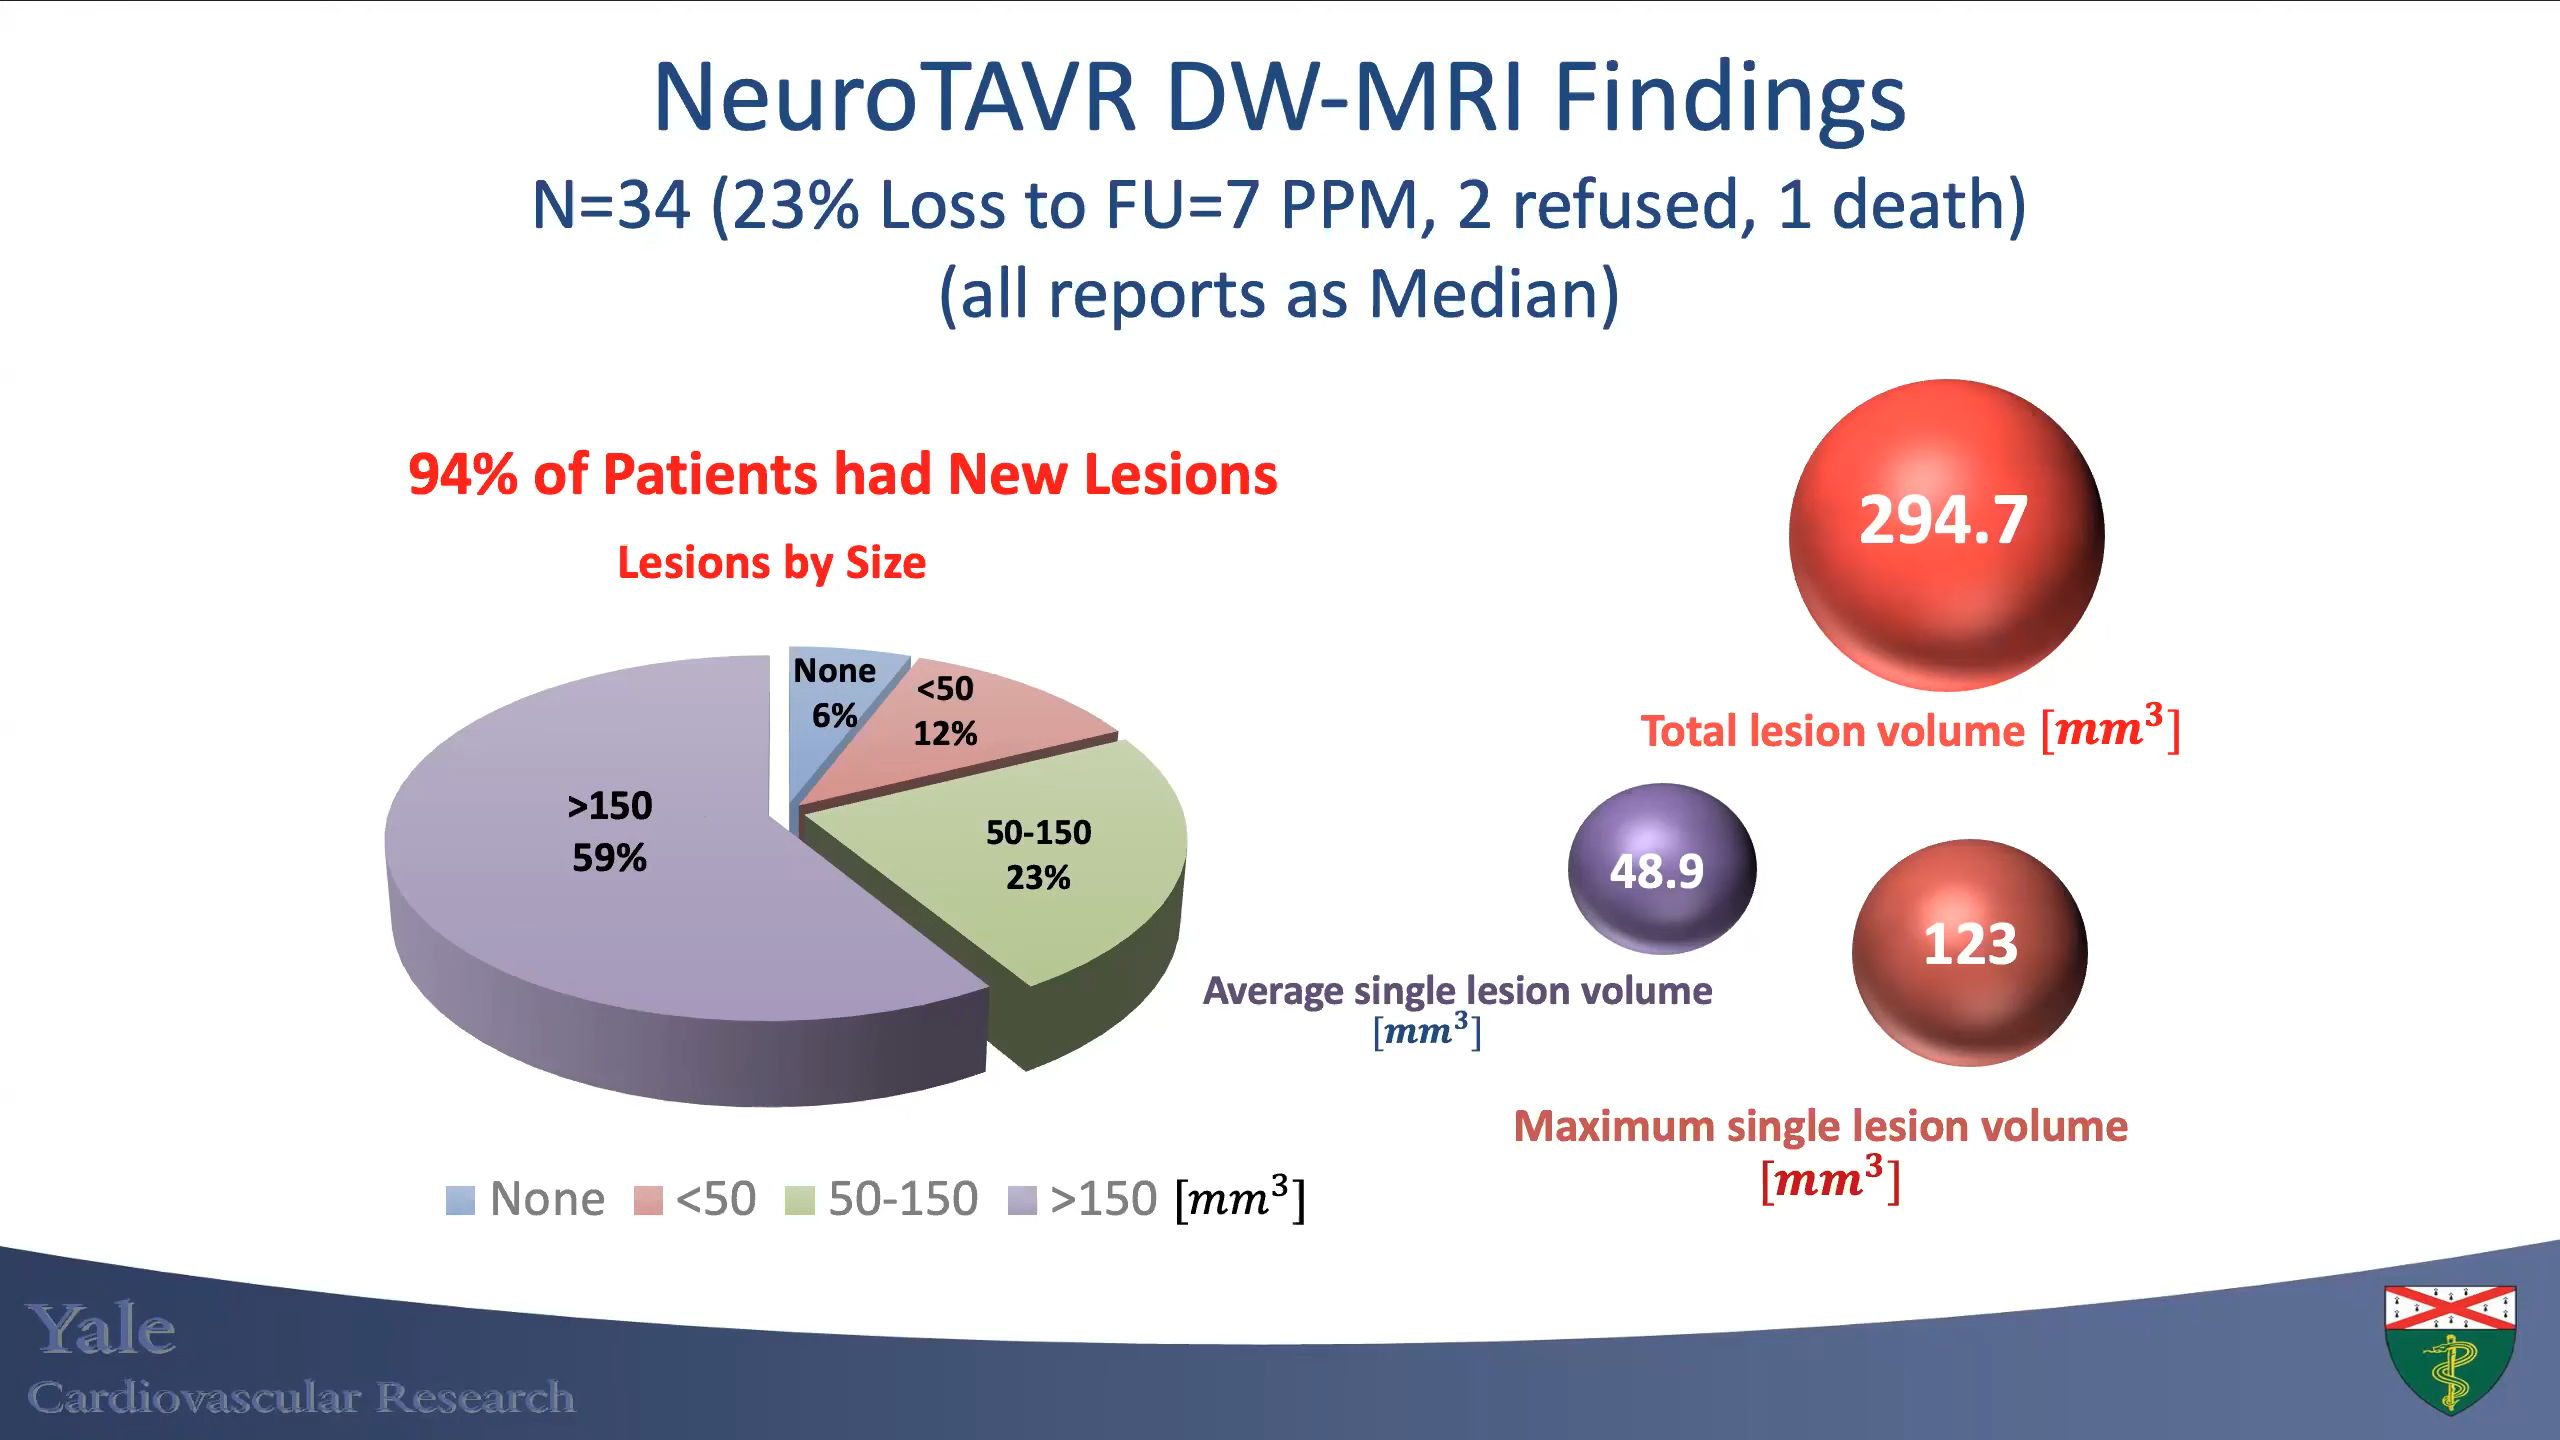 NeuroTAVR DW-MRI Findings
N=34 (23% Loss to FU=7 PPM, 2 refused, 1 death)
(all reports as Median)
94% of Patients had New Lesions
Lesions by Size
None
6%
<50
12%
50-150
23%
>150
59%
None <50 50-150 >150 [mm³]
294.7
Total lesion volume [mm³]
48.9
Average single lesion volume
[mm³]
123
Maximum single lesion volume
[mm³]
Yale
Cardiovascular Research